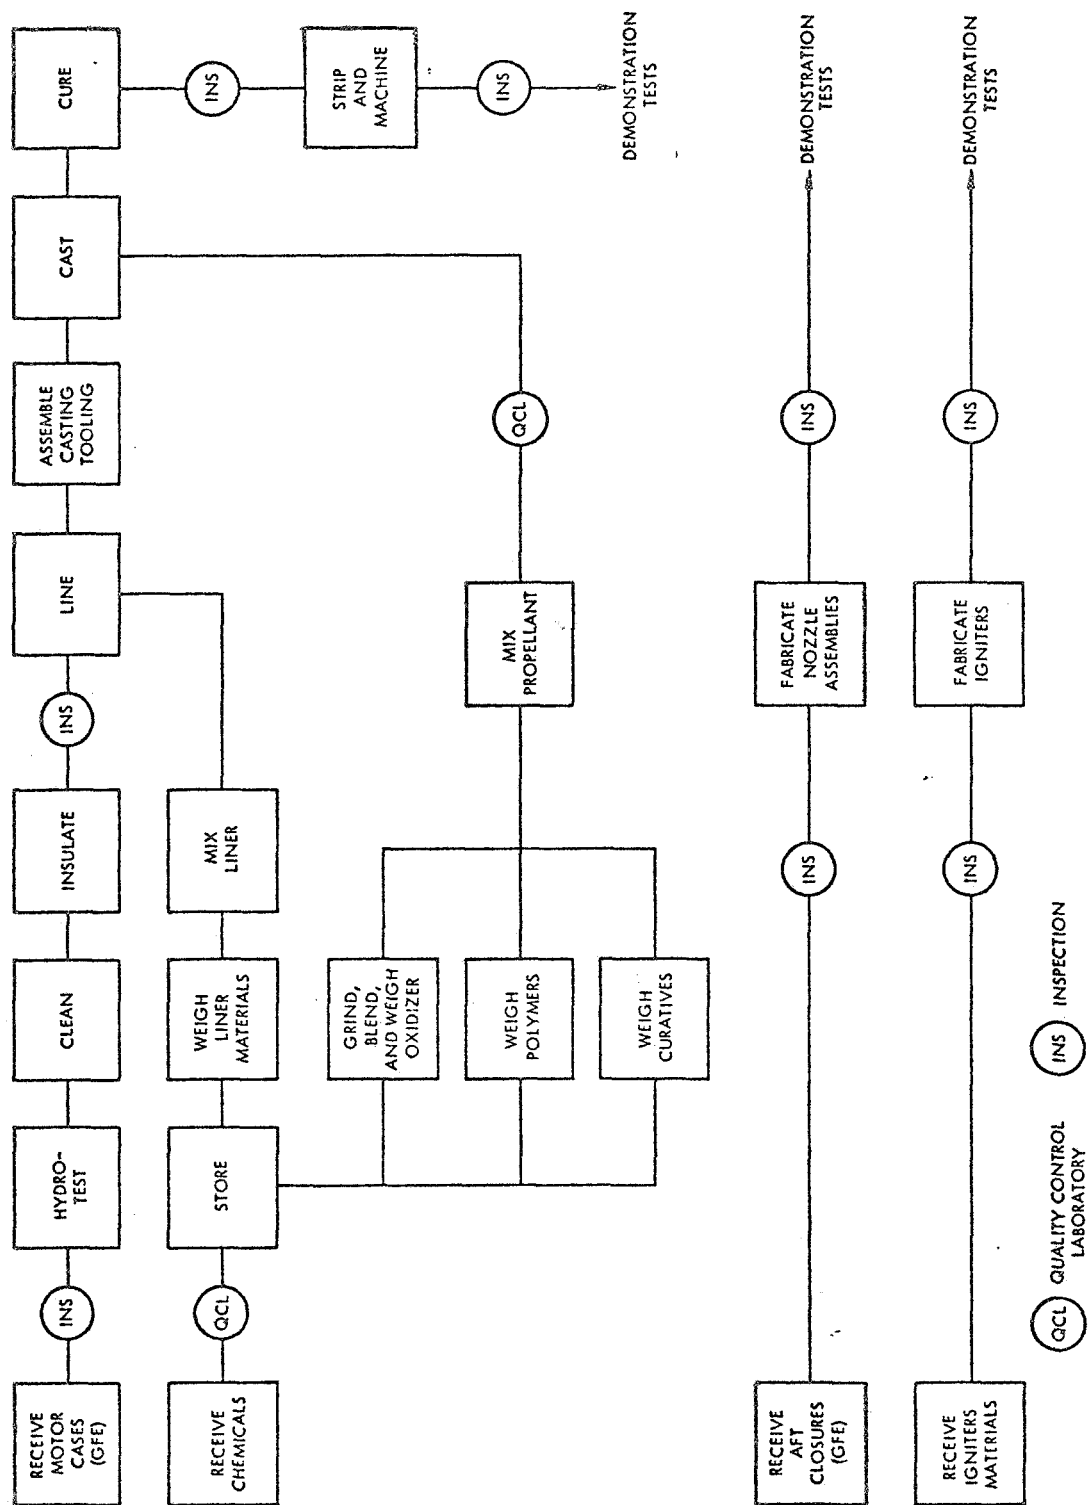 RECEIVE
MOTOR
CASES
(GFE)
INS
HYDRO-
TEST
CLEAN
INSULATE
INS
LINE
ASSEMBLE
CASTING
TOOLING
CAST
CURE
INS
STRIP
AND
MACHINE
INS
DEMONSTRATION
TESTS
RECEIVE
CHEMICALS
QCL
STORE
WEIGH
LINER
MATERIALS
MIX
LINER
GRIND,
BLEND,
AND WEIGH
OXIDIZER
WEIGH
POLYMERS
WEIGH
CURATIVES
MIX
PROPELLANT
QCL
RECEIVE
AFT
CLOSURES
(GFE)
INS
FABRICATE
NOZZLE
ASSEMBLIES
INS
DEMONSTRATION
TESTS
RECEIVE
IGNITERS
MATERIALS
INS
FABRICATE
IGNITERS
INS
DEMONSTRATION
TESTS
QCL
QUALITY CONTROL
LABORATORY
INS
INSPECTION